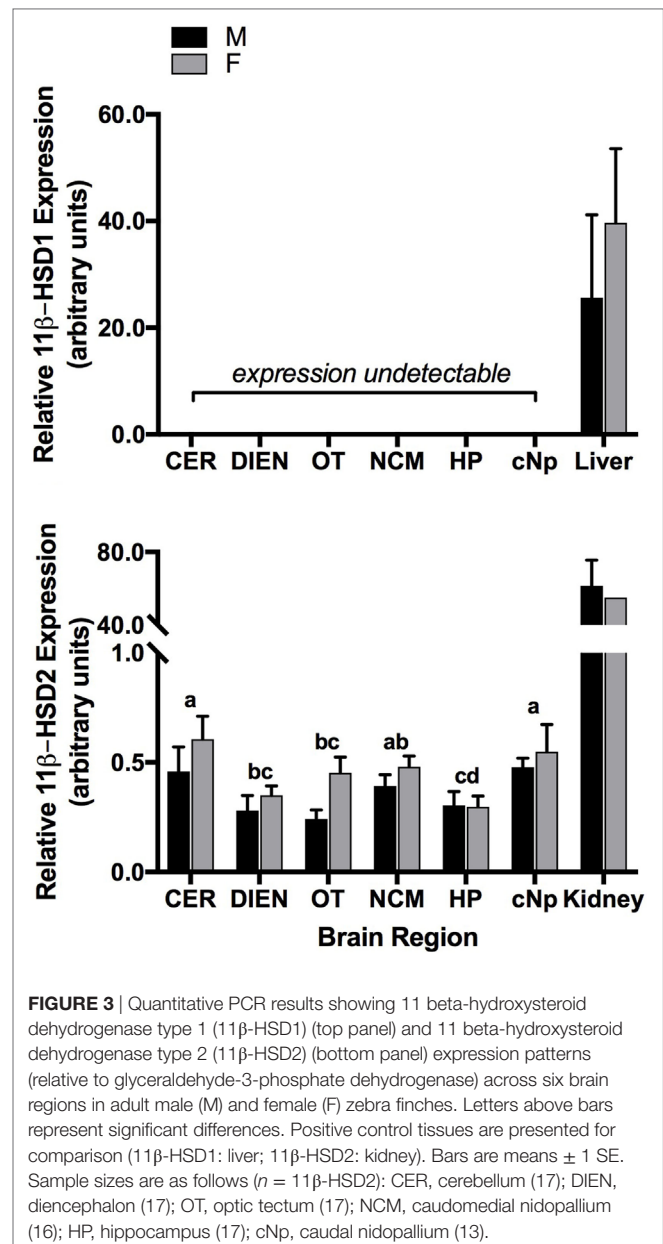 M
F
Relative 11β–HSD1 Expression
(arbitrary units)
60.0
40.0
20.0
0.0
expression undetectable
CER DIEN OT NCM HP cNp Liver
Relative 11β–HSD2 Expression
(arbitrary units)
80.0
40.0
1.0
0.5
0.0
a bc bc ab cd a
CER DIEN OT NCM HP cNp Kidney
Brain Region
FIGURE 3 | Quantitative PCR results showing 11 beta-hydroxysteroid
dehydrogenase type 1 (11β-HSD1) (top panel) and 11 beta-hydroxysteroid
dehydrogenase type 2 (11β-HSD2) (bottom panel) expression patterns
(relative to glyceraldehyde-3-phosphate dehydrogenase) across six brain
regions in adult male (M) and female (F) zebra finches. Letters above bars
represent significant differences. Positive control tissues are presented for
comparison (11β-HSD1: liver; 11β-HSD2: kidney). Bars are means ± 1 SE.
Sample sizes are as follows (n = 11β-HSD2): CER, cerebellum (17); DIEN,
diencephalon (17); OT, optic tectum (17); NCM, caudomedial nidopallium
(16); HP, hippocampus (17); cNp, caudal nidopallium (13).